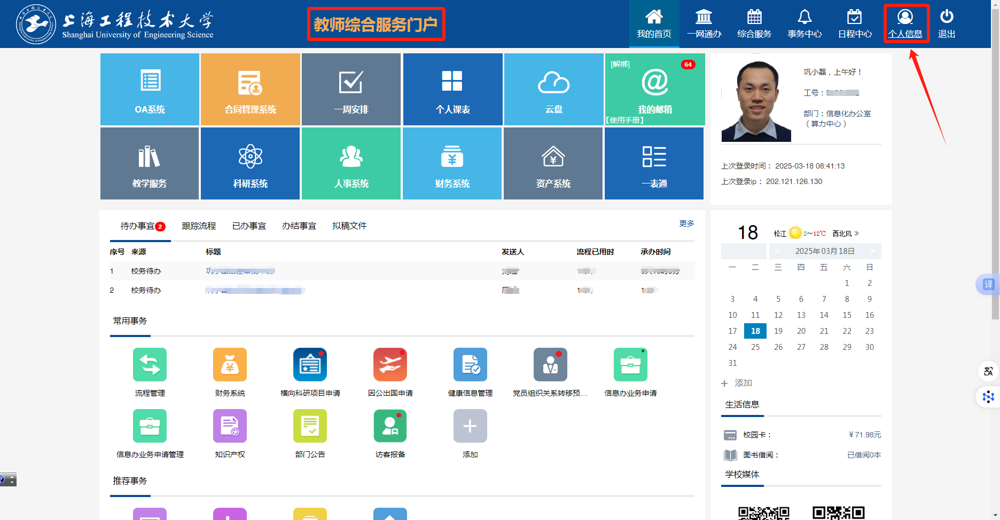 上海工程技术大学
Shanghai University of Engineering Science
教师综合服务门户
我的首页
一网通办
综合服务
事务中心
日程中心
个人信息
退出
OA系统
合同管理系统
一周安排
个人课表
云盘
[解绑]
64
我的邮箱
【使用手册】
教学服务
科研系统
人事系统
财务系统
资产系统
一表通
巩小磊，上午好！
工号：
部门：信息化办公室
（算力中心）
上次登录时间： 2025-03-18 08:41:13
上次登录ip： 202.121.126.130
待办事宜 2
跟踪流程
已办事宜
办结事宜
拟稿文件
更多
序号 来源 标题 发送人 流程已用时 承办时间
1 校务待办
2 校务待办
常用事务
流程管理
财务系统
横向科研项目申请
因公出国申请
健康信息管理
党员组织关系转移预...
信息办业务申请
信息办业务申请管理
知识产权
部门公告
访客报备
添加
推荐事务
18 松江 2～12℃ 西北风 »
< 2025年03月18日 >
一 二 三 四 五 六 日
1 2
3 4 5 6 7 8 9
10 11 12 13 14 15 16
17 18 19 20 21 22 23
24 25 26 27 28 29 30
31
+ 添加
生活信息
校园卡： ￥71.98元
图书借阅： 已借阅0本
学校媒体
译